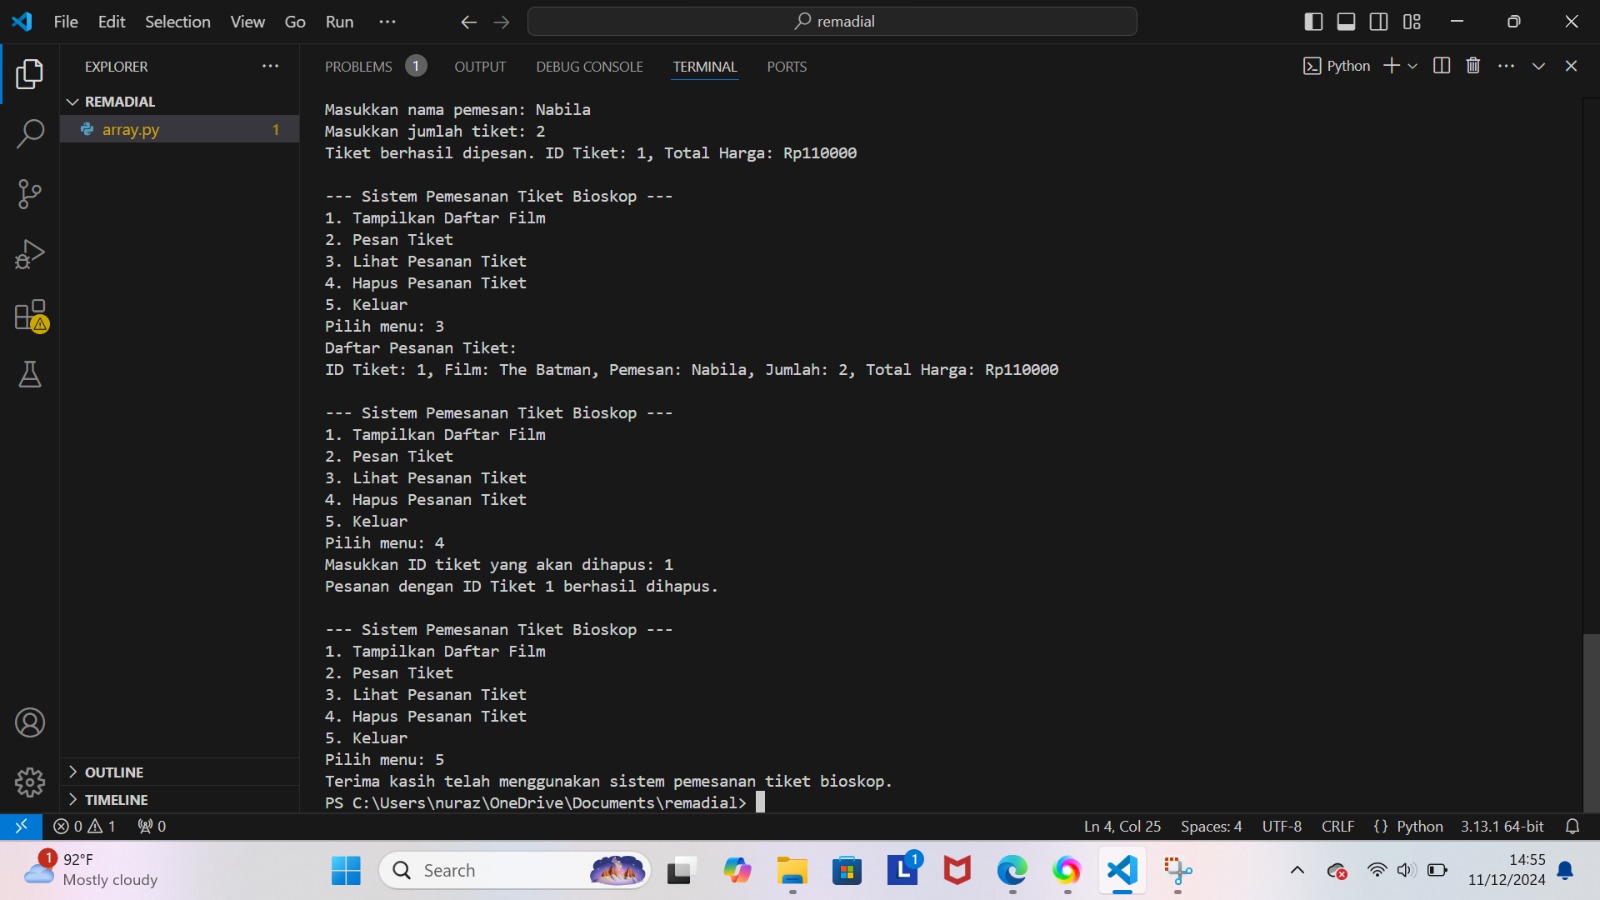 File Edit Selection View Go Run ··· remadial
EXPLORER ···
REMADIAL
array.py 1
OUTLINE
TIMELINE
PROBLEMS 1 OUTPUT DEBUG CONSOLE TERMINAL PORTS Python
Masukkan nama pemesan: Nabila
Masukkan jumlah tiket: 2
Tiket berhasil dipesan. ID Tiket: 1, Total Harga: Rp110000
--- Sistem Pemesanan Tiket Bioskop ---
1. Tampilkan Daftar Film
2. Pesan Tiket
3. Lihat Pesanan Tiket
4. Hapus Pesanan Tiket
5. Keluar
Pilih menu: 3
Daftar Pesanan Tiket:
ID Tiket: 1, Film: The Batman, Pemesan: Nabila, Jumlah: 2, Total Harga: Rp110000
--- Sistem Pemesanan Tiket Bioskop ---
1. Tampilkan Daftar Film
2. Pesan Tiket
3. Lihat Pesanan Tiket
4. Hapus Pesanan Tiket
5. Keluar
Pilih menu: 4
Masukkan ID tiket yang akan dihapus: 1
Pesanan dengan ID Tiket 1 berhasil dihapus.
--- Sistem Pemesanan Tiket Bioskop ---
1. Tampilkan Daftar Film
2. Pesan Tiket
3. Lihat Pesanan Tiket
4. Hapus Pesanan Tiket
5. Keluar
Pilih menu: 5
Terima kasih telah menggunakan sistem pemesanan tiket bioskop.
PS C:\Users\nuraz\OneDrive\Documents\remadial>
0 1 0 Ln 4, Col 25 Spaces: 4 UTF-8 CRLF {} Python 3.13.1 64-bit
1 92°F Search L 1 14:55
Mostly cloudy 11/12/2024